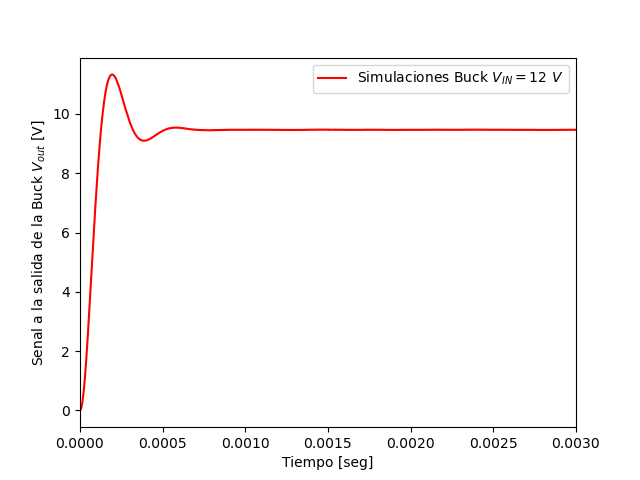 Simulaciones Buck $V_{IN} = 12\ V$
Senal a la salida de la Buck $V_{out}$ [V]
10
8
6
4
2
0
0.0000 0.0005 0.0010 0.0015 0.0020 0.0025 0.0030
Tiempo [seg]